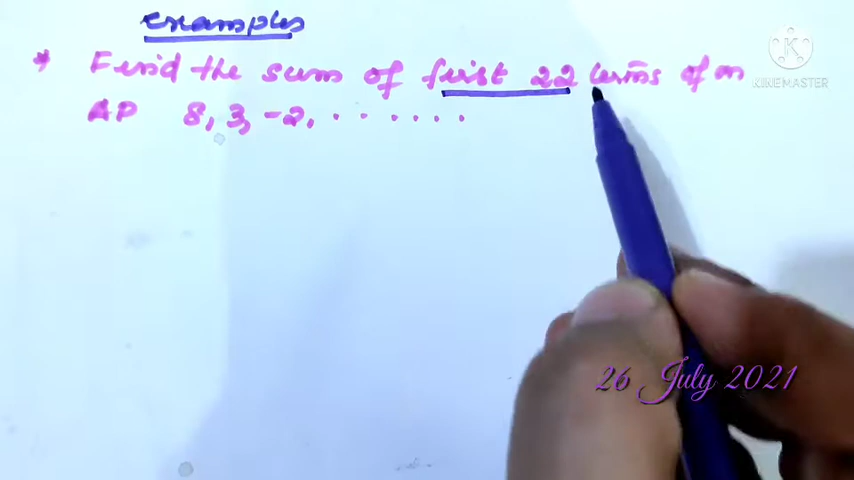 examples
* Find the sum of first 22 terms of an
AP 8, 3, -2, .......
KINEMASTER
26 July 2021